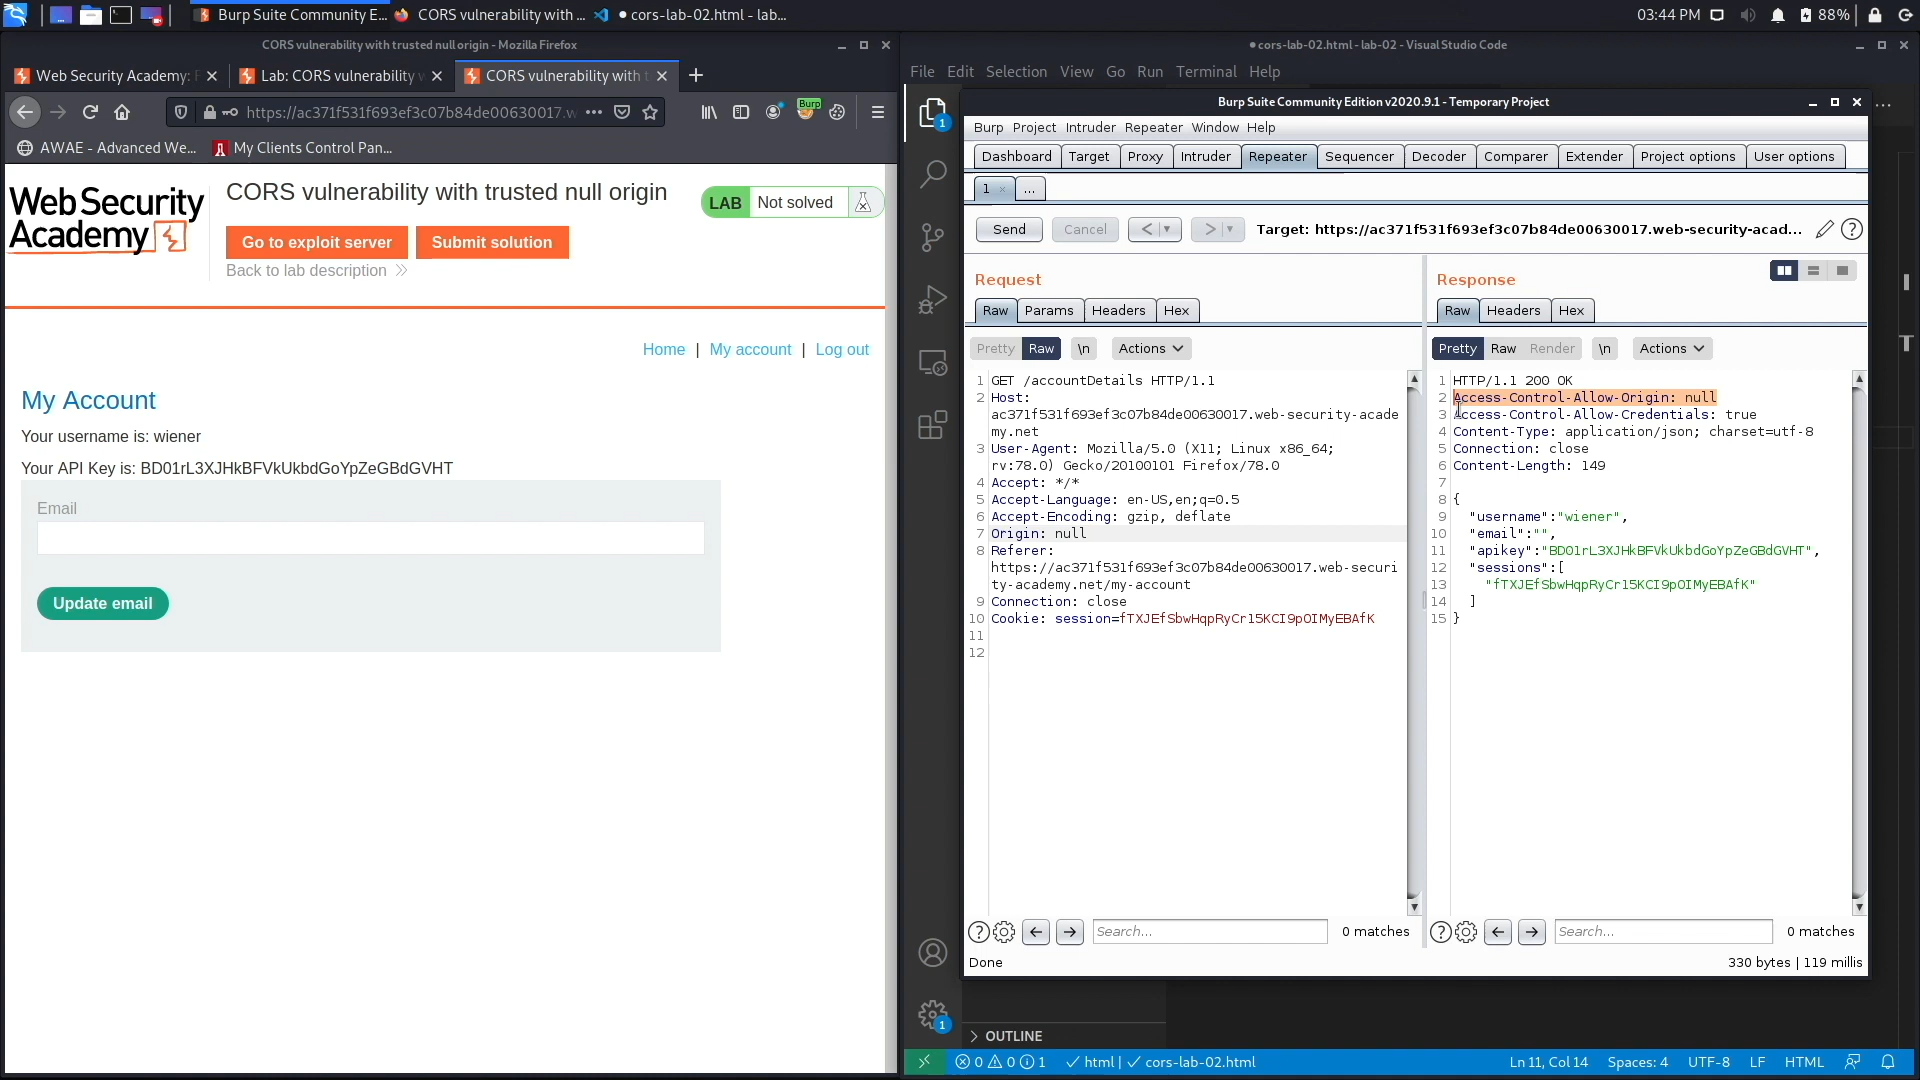 Burp Suite Community E...
CORS vulnerability with ...
● cors-lab-02.html - lab...
03:44 PM
88%
CORS vulnerability with trusted null origin - Mozilla Firefox
Web Security Academy:
Lab: CORS vulnerability
CORS vulnerability with
https://ac371f531f693ef3c07b84de00630017.w
Burp
AWAE - Advanced We...
My Clients Control Pan...
Web Security
Academy
CORS vulnerability with trusted null origin
LAB Not solved
Go to exploit server
Submit solution
Back to lab description
Home | My account | Log out
My Account
Your username is: wiener
Your API Key is: BD01rL3XJHkBFVkUkbdGoYpZeGBdGVHT
Email
Update email
● cors-lab-02.html - lab-02 - Visual Studio Code
File Edit Selection View Go Run Terminal Help
1
Burp Suite Community Edition v2020.9.1 - Temporary Project
Burp Project Intruder Repeater Window Help
Dashboard Target Proxy Intruder Repeater Sequencer Decoder Comparer Extender Project options User options
1 × ...
Send Cancel < > Target: https://ac371f531f693ef3c07b84de00630017.web-security-acad... ?
Request
Raw Params Headers Hex
Pretty Raw \n Actions
1 GET /accountDetails HTTP/1.1
2 Host:
ac371f531f693ef3c07b84de00630017.web-security-acade
my.net
3 User-Agent: Mozilla/5.0 (X11; Linux x86_64;
rv:78.0) Gecko/20100101 Firefox/78.0
4 Accept: */*
5 Accept-Language: en-US,en;q=0.5
6 Accept-Encoding: gzip, deflate
7 Origin: null
8 Referer:
https://ac371f531f693ef3c07b84de00630017.web-securi
ty-academy.net/my-account
9 Connection: close
10 Cookie: session=fTXJEfSbwHqpRyCr15KCI9pOIMyEBAfK
11
12
Search...
0 matches
Response
Raw Headers Hex
Pretty Raw Render \n Actions
1 HTTP/1.1 200 OK
2 Access-Control-Allow-Origin: null
3 Access-Control-Allow-Credentials: true
4 Content-Type: application/json; charset=utf-8
5 Connection: close
6 Content-Length: 149
7
8 {
9 "username":"wiener",
10 "email":"",
11 "apikey":"BD01rL3XJHkBFVkUkbdGoYpZeGBdGVHT",
12 "sessions":[
13 "fTXJEfSbwHqpRyCr15KCI9pOIMyEBAfK"
14 ]
15 }
Search...
0 matches
Done
330 bytes | 119 millis
OUTLINE
1
0 0 1 html | cors-lab-02.html
Ln 11, Col 14 Spaces: 4 UTF-8 LF HTML